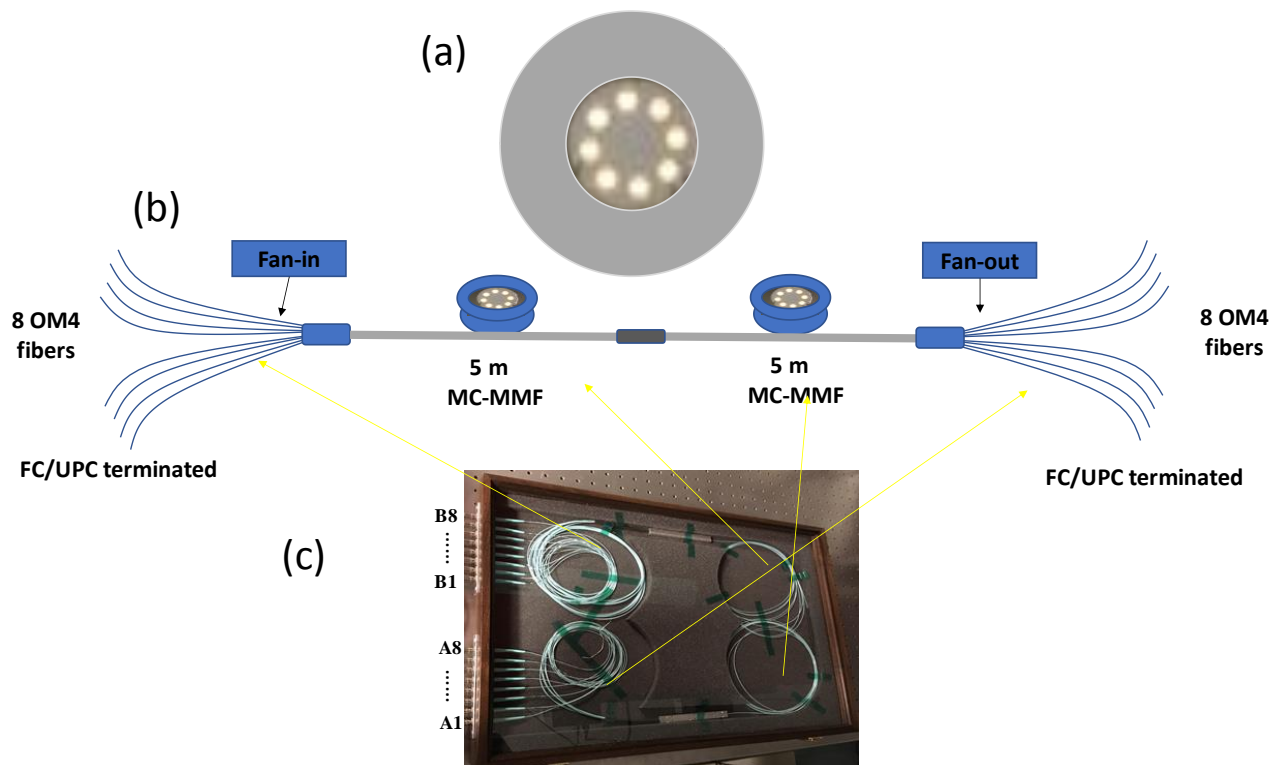 (a)
(b)
Fan-in
Fan-out
8 OM4
fibers
8 OM4
fibers
5 m
MC-MMF
5 m
MC-MMF
FC/UPC terminated
FC/UPC terminated
(c)
B8
......
B1
A8
......
A1